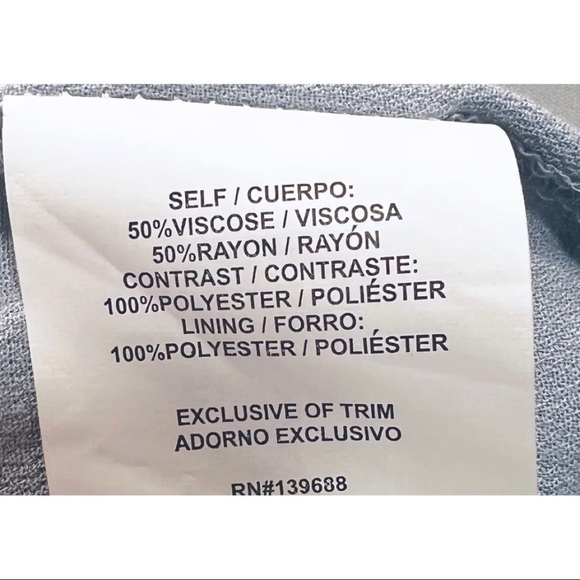 SELF / CUERPO:
50%VISCOSE / VISCOSA
50%RAYON / RAYÓN
CONTRAST / CONTRASTE:
100%POLYESTER / POLIÉSTER
LINING / FORRO:
100%POLYESTER / POLIÉSTER
EXCLUSIVE OF TRIM
ADORNO EXCLUSIVO
RN#139688